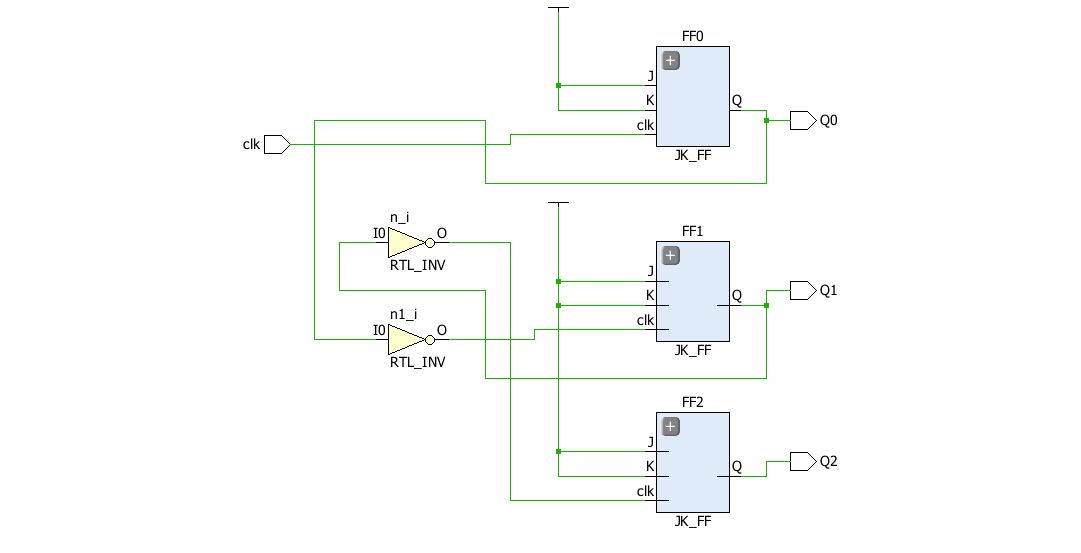 FF0
J
K
clk
Q
JK_FF
Q0
clk
n_i
I0
O
RTL_INV
FF1
J
K
clk
Q
JK_FF
Q1
n1_i
I0
O
RTL_INV
FF2
J
K
clk
Q
JK_FF
Q2